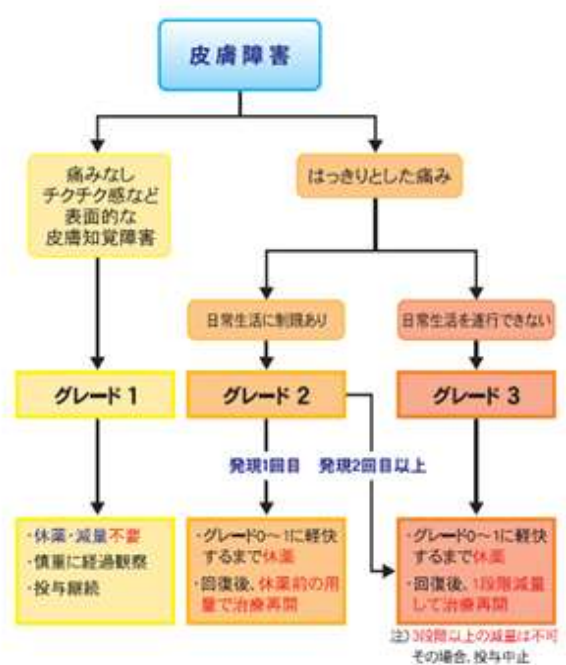 皮膚障害
痛みなし
チクチク感など
表面的な
皮膚知覚障害
はっきりとした痛み
日常生活に制限あり
日常生活を遂行できない
グレード 1
グレード 2
グレード 3
発現1回目
発現2回目以上
・休薬・減量不要
・慎重に経過観察
・投与継続
・グレード0～1に軽快
するまで休薬
・回復後、休薬前の用
量で治療再開
・グレード0～1に軽快
するまで休薬
・回復後、1段階減量
して治療再開
注）3段階以上の減量は不可
その場合、投与中止